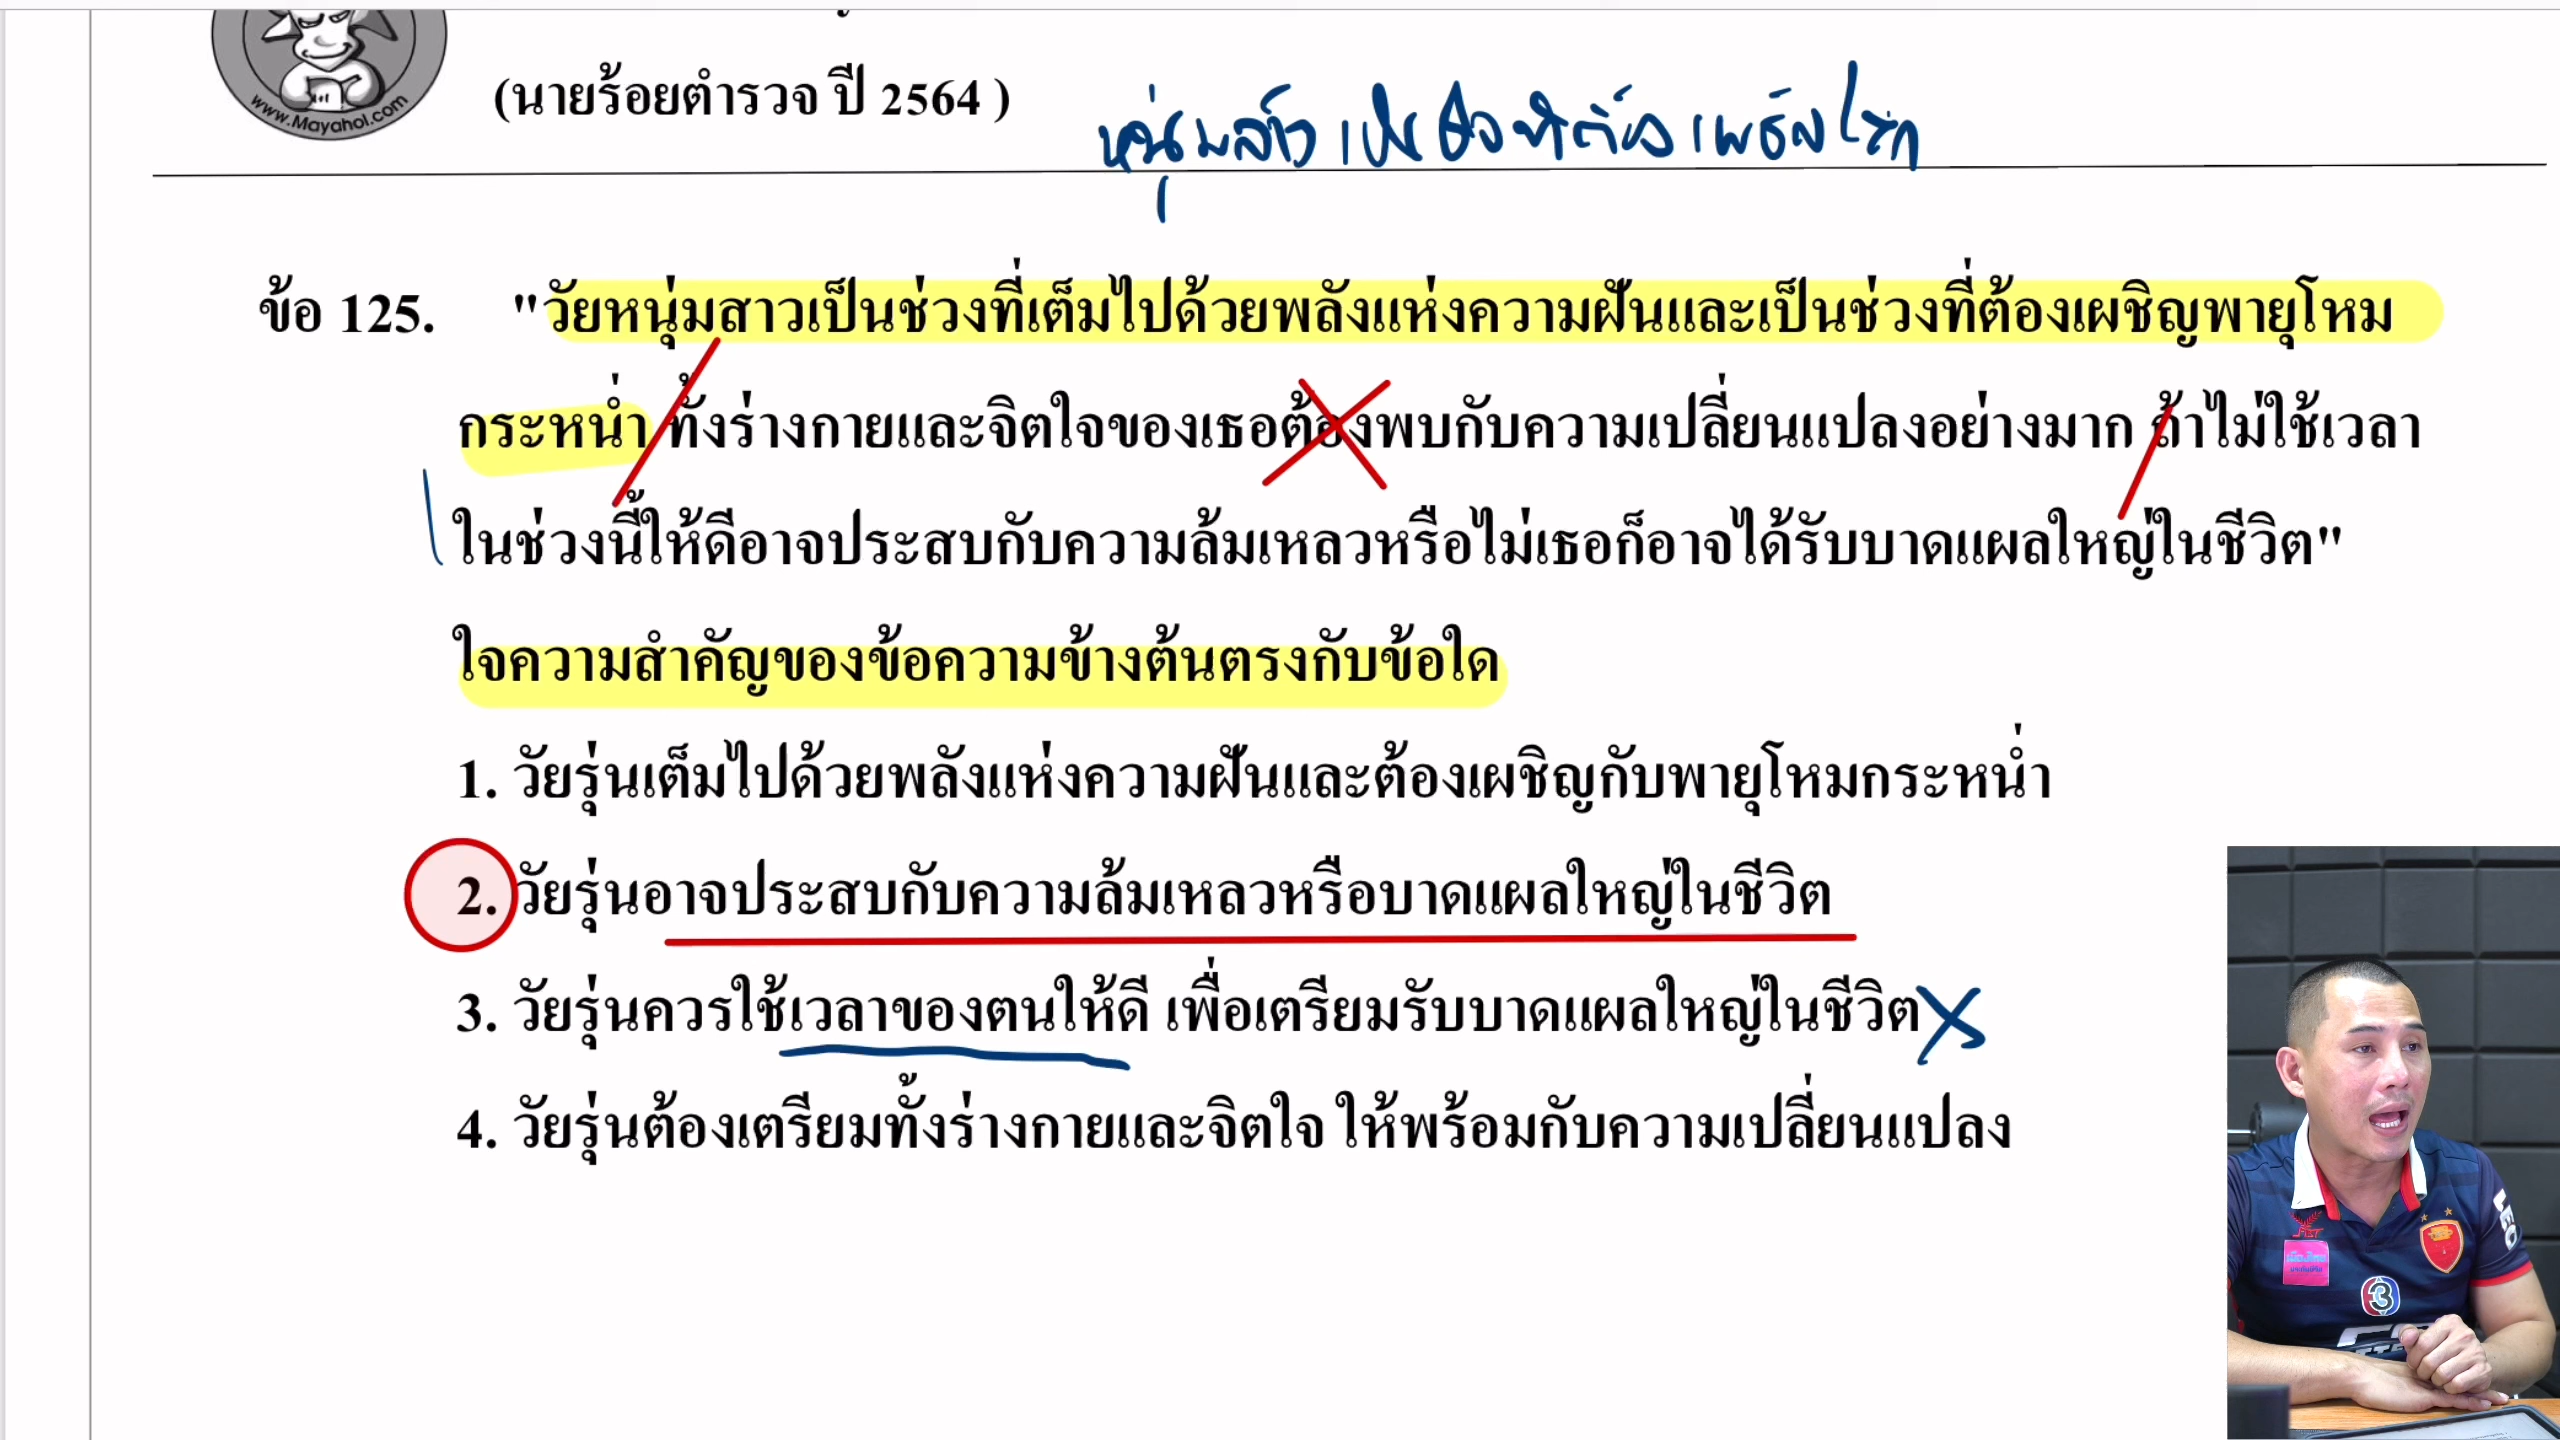 www.Mayahol.com
(นายร้อยตำรวจ ปี 2564 )
ข้อ 125. "วัยหนุ่มสาวเป็นช่วงที่เต็มไปด้วยพลังแห่งความฝันและเป็นช่วงที่ต้องเผชิญพายุโหม
กระหน่ำ ทั้งร่างกายและจิตใจของเธอต้องพบกับความเปลี่ยนแปลงอย่างมาก ถ้าไม่ใช้เวลา
ในช่วงนี้ให้ดีอาจประสบกับความล้มเหลวหรือไม่เธอก็อาจได้รับบาดแผลใหญ่ในชีวิต"
ใจความสำคัญของข้อความข้างต้นตรงกับข้อใด
1. วัยรุ่นเต็มไปด้วยพลังแห่งความฝันและต้องเผชิญกับพายุโหมกระหน่ำ
2. วัยรุ่นอาจประสบกับความล้มเหลวหรือบาดแผลใหญ่ในชีวิต
3. วัยรุ่นควรใช้เวลาของตนให้ดี เพื่อเตรียมรับบาดแผลใหญ่ในชีวิต
4. วัยรุ่นต้องเตรียมทั้งร่างกายและจิตใจ ให้พร้อมกับความเปลี่ยนแปลง
LEO
3